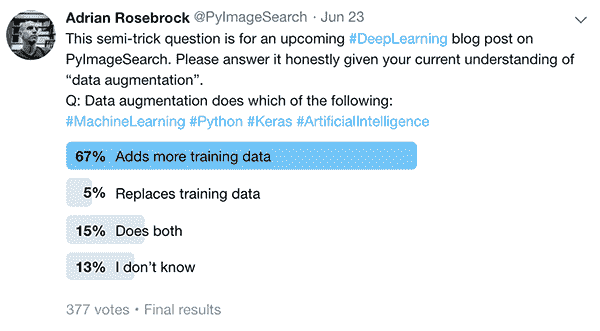 Adrian Rosebrock @PyImageSearch · Jun 23
This semi-trick question is for an upcoming #DeepLearning blog post on
PyImageSearch. Please answer it honestly given your current understanding of
“data augmentation”.
Q: Data augmentation does which of the following:
#MachineLearning #Python #Keras #ArtificialIntelligence
67% Adds more training data
5% Replaces training data
15% Does both
13% I don’t know
377 votes • Final results